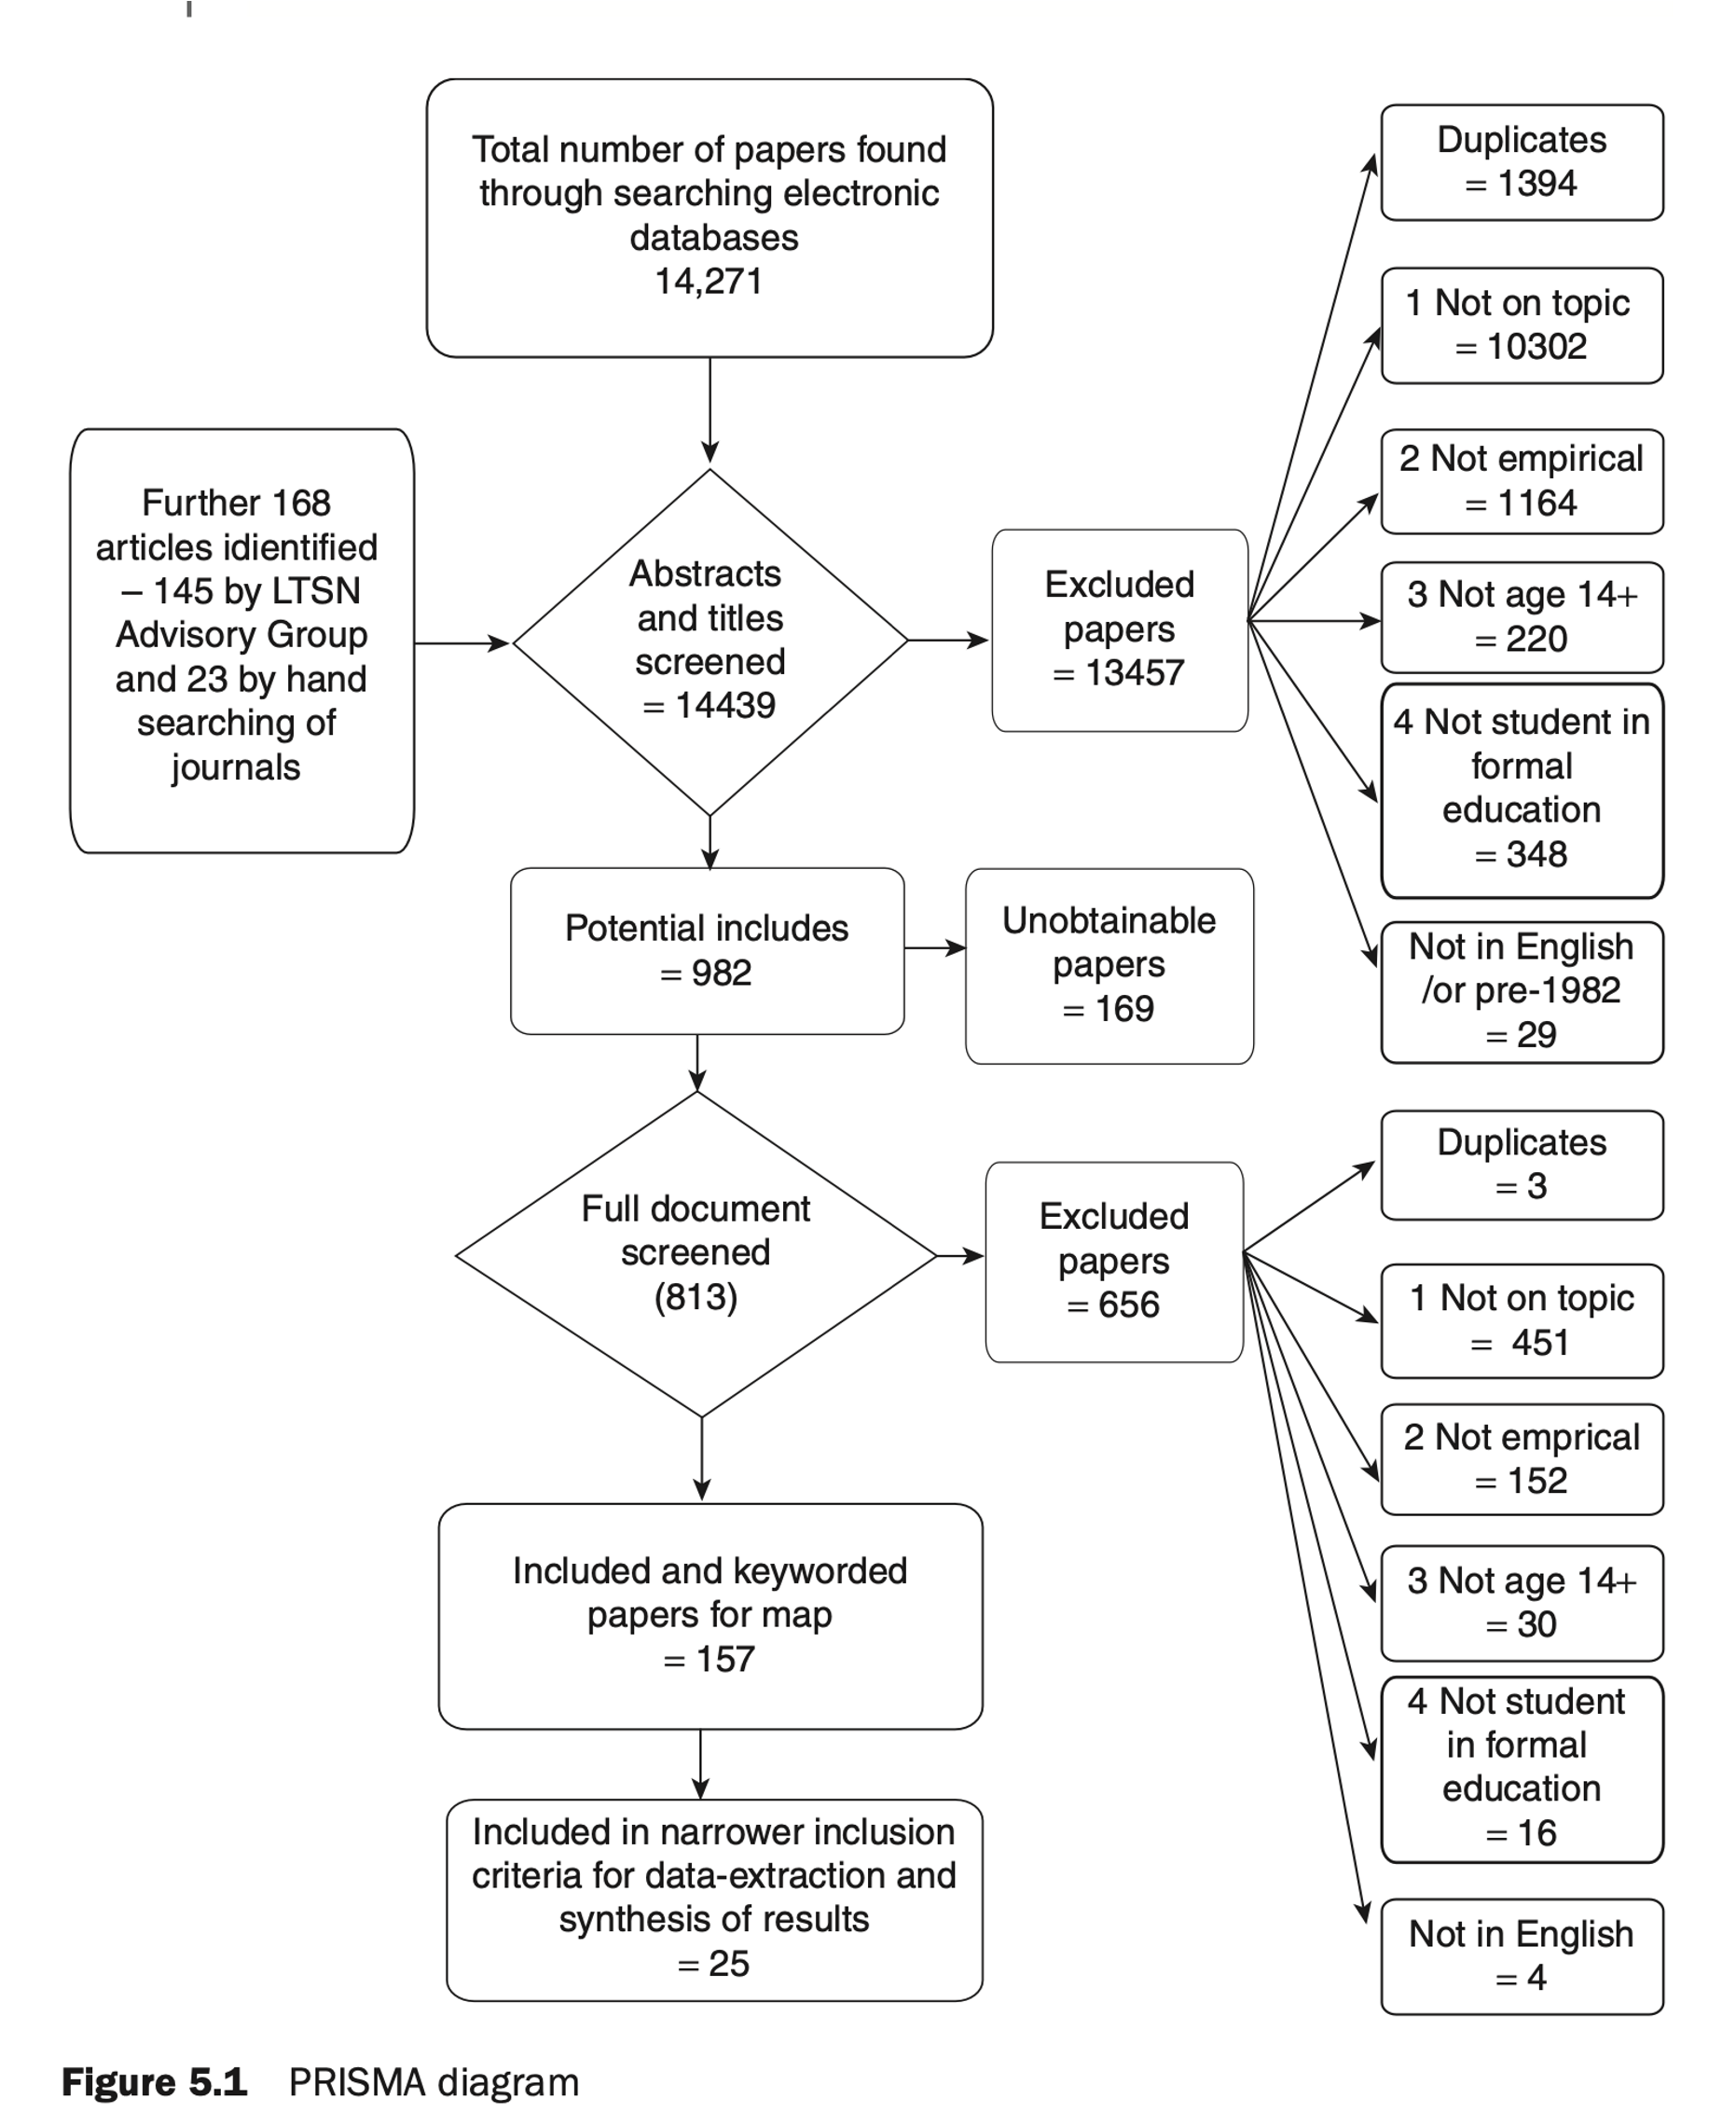 Total number of papers found
through searching electronic
databases
14,271
Further 168
articles idientified
– 145 by LTSN
Advisory Group
and 23 by hand
searching of
journals
Abstracts
and titles
screened
= 14439
Excluded
papers
= 13457
Duplicates
= 1394
1 Not on topic
= 10302
2 Not empirical
= 1164
3 Not age 14+
= 220
4 Not student in
formal
education
= 348
Not in English
/or pre-1982
= 29
Potential includes
= 982
Unobtainable
papers
= 169
Full document
screened
(813)
Excluded
papers
= 656
Duplicates
= 3
1 Not on topic
= 451
2 Not emprical
= 152
3 Not age 14+
= 30
4 Not student
in formal
education
= 16
Not in English
= 4
Included and keyworded
papers for map
= 157
Included in narrower inclusion
criteria for data-extraction and
synthesis of results
= 25
Figure 5.1 PRISMA diagram